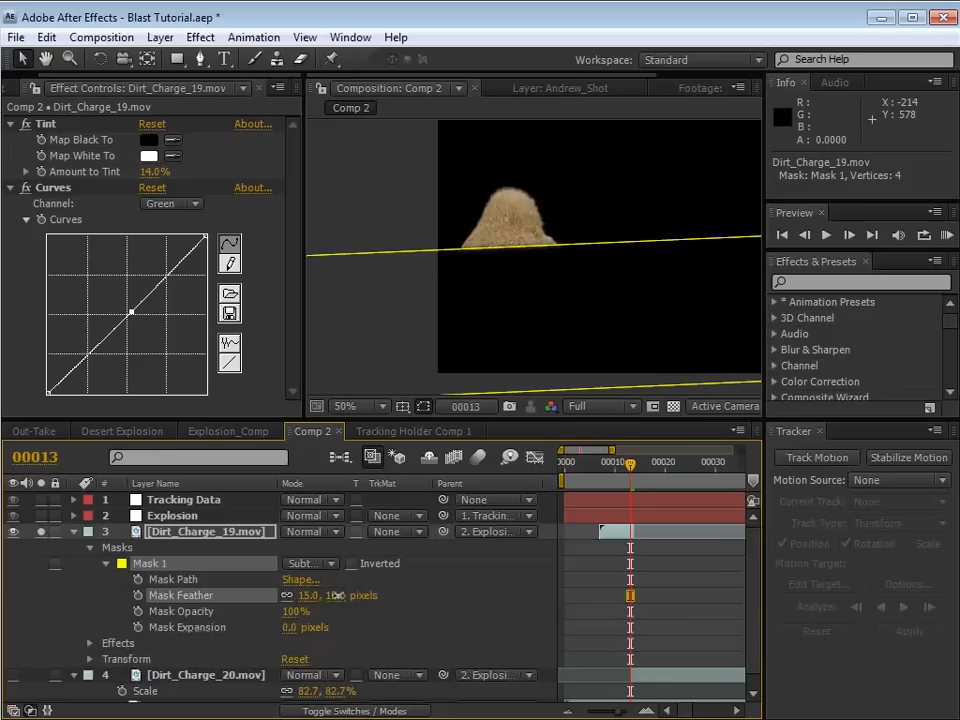 Adobe After Effects - Blast Tutorial.aep *
File Edit Composition Layer Effect Animation View Window Help
Workspace: Standard Search Help
Effect Controls: Dirt_Charge_19.mov Composition: Comp 2 Layer: Andrew_Shot Footage: Info Audio
Comp 2 • Dirt_Charge_19.mov Comp 2
fx Tint Reset About...
Map Black To
Map White To
Amount to Tint 14.0%
fx Curves Reset About...
Channel: Green
Curves
R: X: -214
G: Y: 578
B:
A: 0.0000
Dirt_Charge_19.mov
Mask: Mask 1, Vertices: 4
Preview
Effects & Presets
* Animation Presets
3D Channel
Audio
Blur & Sharpen
Channel
Color Correction
Composite Wizard
50% 00013 Full Active Camera
Out-Take Desert Explosion Explosion_Comp Comp 2 Tracking Holder Comp 1
00013
# Layer Name Mode T TrkMat Parent
0000 00010 00020 00030
1 Tracking Data Normal None
2 Explosion Normal None 1. Trackin
3 [Dirt_Charge_19.mov] Normal None 2. Explosi
Masks
Mask 1 Subt... Inverted
Mask Path Shape...
Mask Feather 15.0, pixels
Mask Opacity 100%
Mask Expansion 0.0 pixels
Effects
Transform Reset
4 [Dirt_Charge_20.mov] Normal None 2. Explosi
Scale 82.7, 82.7%
Toggle Switches / Modes
Tracker
Track Motion Stabilize Motion
Motion Source: None
Current Track: None
Track Type: Transform
Position Rotation Scale
Motion Target:
Edit Target... Options...
Analyze:
Reset Apply